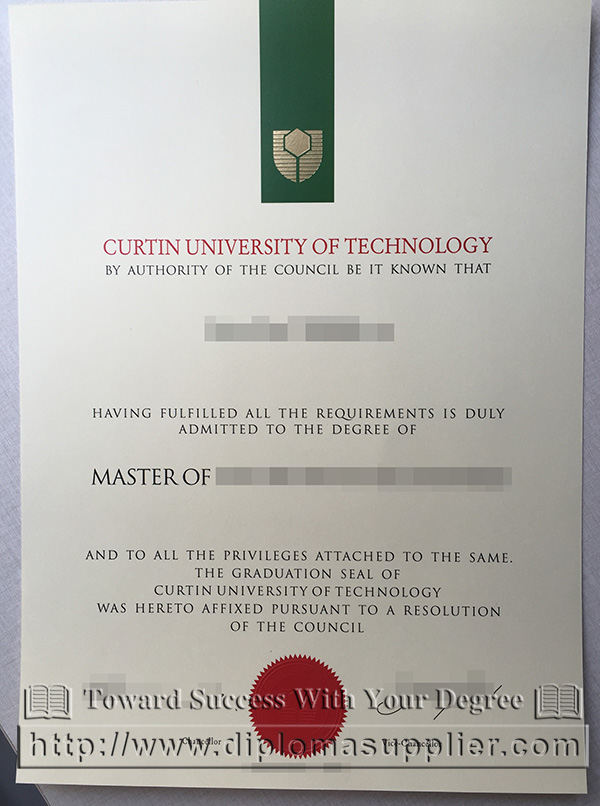 CURTIN UNIVERSITY OF TECHNOLOGY
BY AUTHORITY OF THE COUNCIL BE IT KNOWN THAT
HAVING FULFILLED ALL THE REQUIREMENTS IS DULY
ADMITTED TO THE DEGREE OF
MASTER OF
AND TO ALL THE PRIVILEGES ATTACHED TO THE SAME.
THE GRADUATION SEAL OF
CURTIN UNIVERSITY OF TECHNOLOGY
WAS HERETO AFFIXED PURSUANT TO A RESOLUTION
OF THE COUNCIL
Toward Success With Your Degree
Chancellor Vice-Chancellor
http://www.diplomasupplier.com